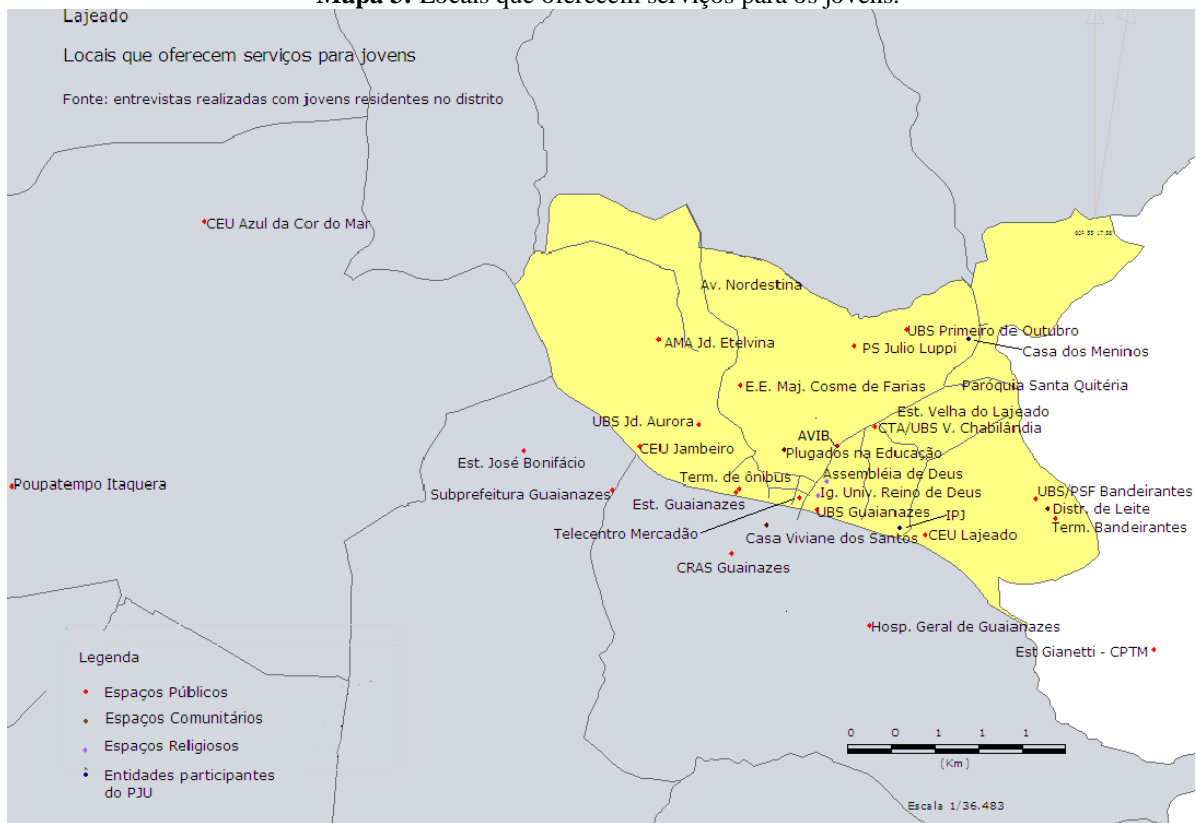 Mapa 3: Locais que oferecem serviços para os jovens.
Lajeado
Locais que oferecem serviços para jovens
Fonte: entrevistas realizadas com jovens residentes no distrito
CEU Azul da Cor do Mar
Av. Nordestina
UBS Primeiro de Outubro
AMA Jd. Etelvina
PS Julio Luppi
Casa dos Meninos
E.E. Maj. Cosme de Farias
Paróquia Santa Quitéria
Est. Velha do Lajeado
UBS Jd. Aurora
CTA/UBS V. Chabilândia
AVIB
CEU Jambeiro
Plugados na Educação
Est. José Bonifácio
Term. de ônibus
Assembléia de Deus
Poupatempo Itaquera
Subprefeitura Guaianazes
Ig. Univ. Reino de Deus
UBS/PSF Bandeirantes
Est. Guaianazes
UBS Guaianazes
IPJ
Distr. de Leite
Term. Bandeirantes
Telecentro Mercadão
Casa Viviane dos Santos
CEU Lajeado
CRAS Guainazes
Hosp. Geral de Guaianazes
Est Gianetti - CPTM
Legenda
Espaços Públicos
Espaços Comunitários
Espaços Religiosos
Entidades participantes
do PJU
0 0 1 1 1
(Km)
Escala 1/36.483